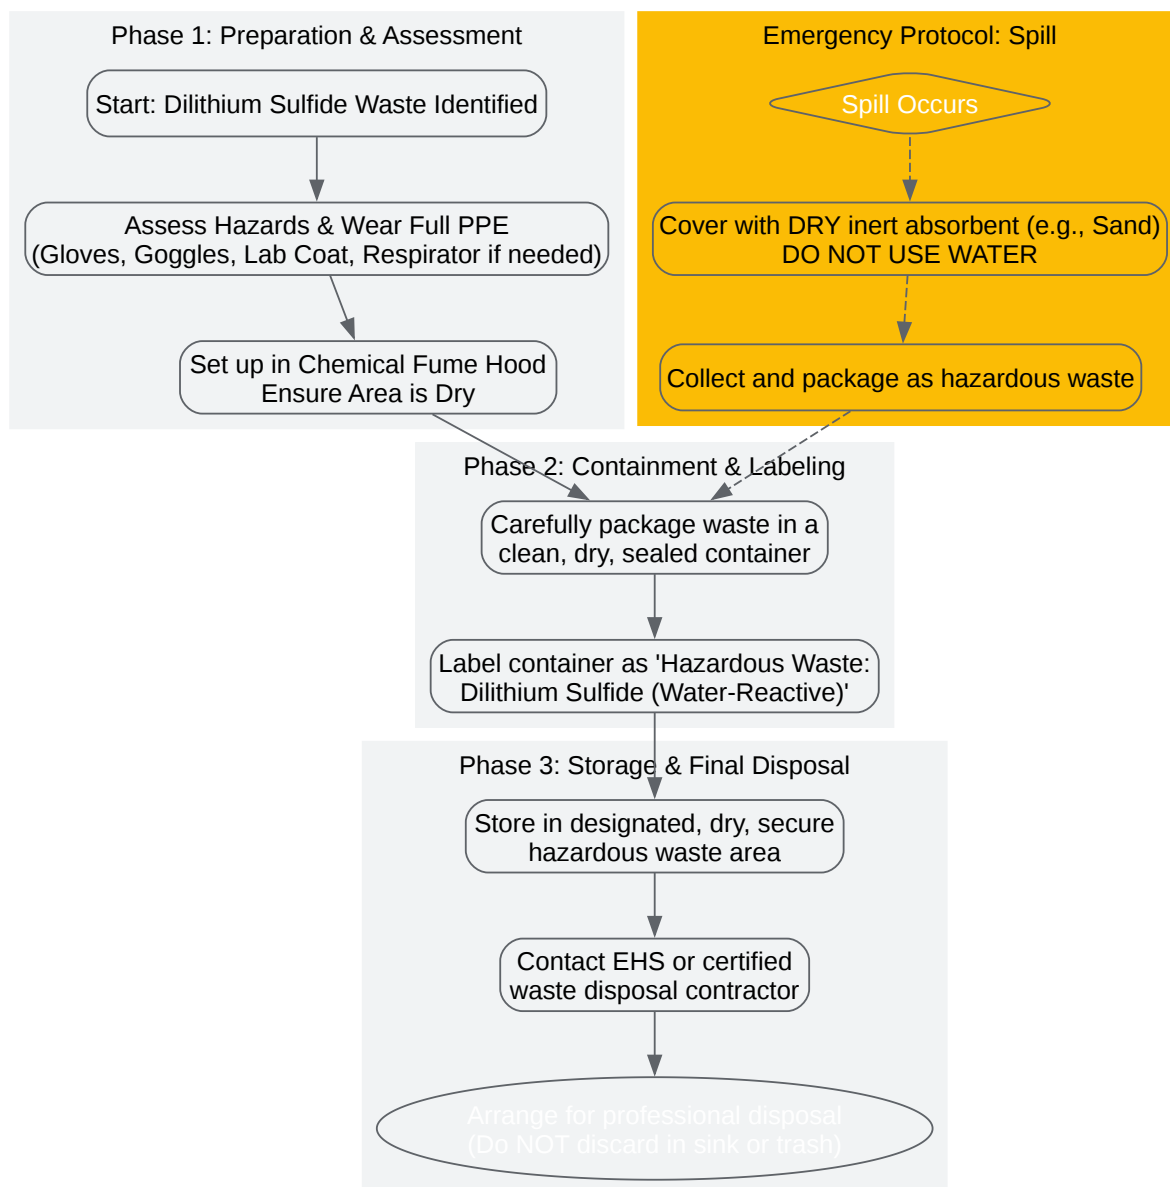 Phase 1: Preparation & Assessment
Start: Dilithium Sulfide Waste Identified
Assess Hazards & Wear Full PPE
(Gloves, Goggles, Lab Coat, Respirator if needed)
Set up in Chemical Fume Hood
Ensure Area is Dry
Emergency Protocol: Spill
Spill Occurs
Cover with DRY inert absorbent (e.g., Sand)
DO NOT USE WATER
Collect and package as hazardous waste
Phase 2: Containment & Labeling
Carefully package waste in a
clean, dry, sealed container
Label container as 'Hazardous Waste:
Dilithium Sulfide (Water-Reactive)'
Phase 3: Storage & Final Disposal
Store in designated, dry, secure
hazardous waste area
Contact EHS or certified
waste disposal contractor
Arrange for professional disposal
(Do NOT discard in sink or trash)